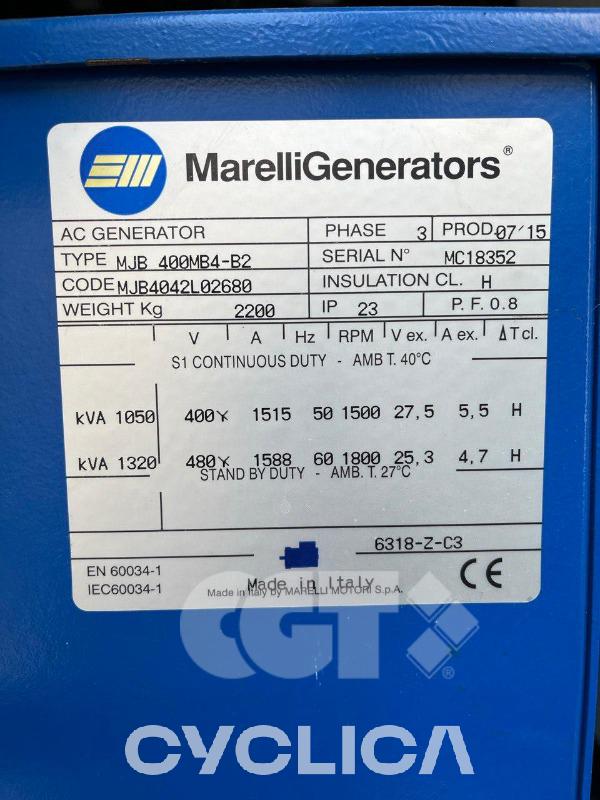 MarelliGenerators®
AC GENERATOR PHASE 3 PROD. 07'15
TYPE MJB 400MB4-B2 SERIAL N° MC18352
CODE MJB4042L02680 INSULATION CL. H
WEIGHT Kg 2200 IP 23 P.F. 0.8
V A Hz RPM V ex. A ex. ΔT cl.
S1 CONTINUOUS DUTY - AMB T. 40°C
kVA 1050 400Y 1515 50 1500 27,5 5,5 H
kVA 1320 480Y 1588 60 1800 25,3 4,7 H
STAND BY DUTY - AMB. T. 27°C
6318-Z-C3
EN 60034-1
IEC60034-1
Made in Italy
Made in Italy by MARELLI MOTORI S.p.A.
CE
CGT®
CYCLICA